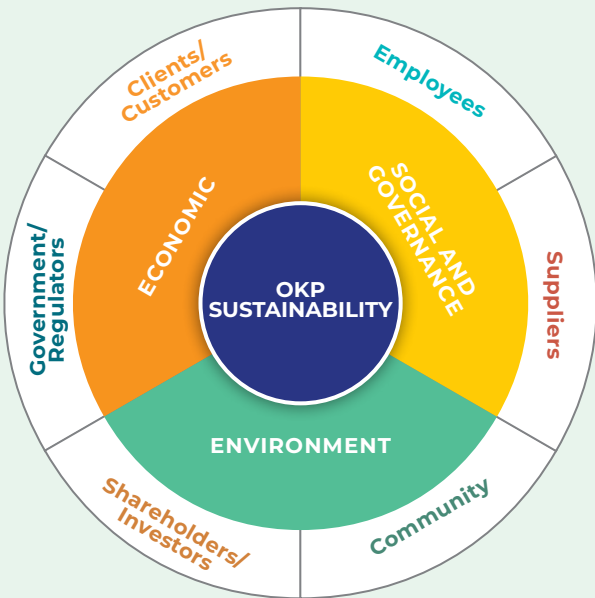 Clients/
Customers
Employees
Government/
Regulators
ECONOMIC
SOCIAL AND
GOVERNANCE
Suppliers
OKP
SUSTAINABILITY
ENVIRONMENT
Shareholders/
Investors
Community